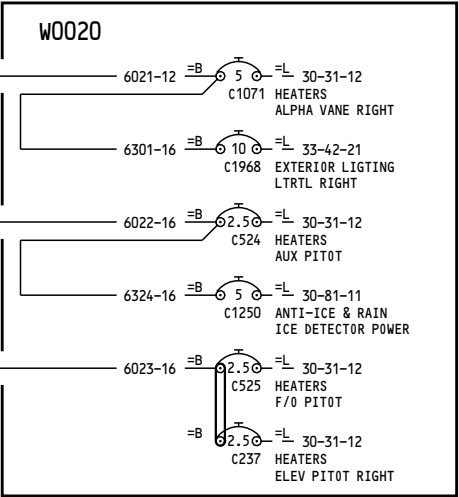 W0020
6021-12 =B 5 =L 30-31-12
C1071 HEATERS
ALPHA VANE RIGHT
6301-16 =B 10 =L 33-42-21
C1968 EXTERIOR LIGTING
LTRTL RIGHT
6022-16 =B 2.5 =L 30-31-12
C524 HEATERS
AUX PITOT
6324-16 =B 5 =L 30-81-11
C1250 ANTI-ICE & RAIN
ICE DETECTOR POWER
6023-16 =B 2.5 =L 30-31-12
C525 HEATERS
F/O PITOT
=B 2.5 =L 30-31-12
C237 HEATERS
ELEV PITOT RIGHT